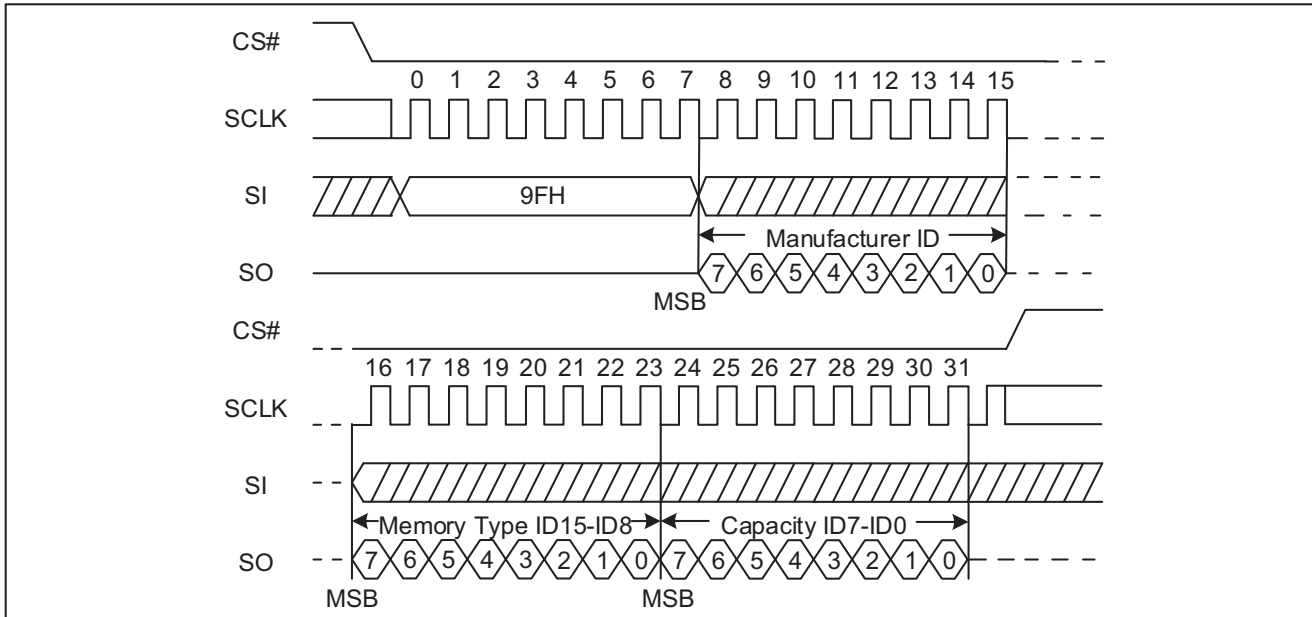 CS#
0 1 2 3 4 5 6 7 8 9 10 11 12 13 14 15
SCLK
SI 9FH
Manufacturer ID
SO 7 6 5 4 3 2 1 0
MSB
CS#
16 17 18 19 20 21 22 23 24 25 26 27 28 29 30 31
SCLK
SI
Memory Type ID15-ID8 Capacity ID7-ID0
SO 7 6 5 4 3 2 1 0 7 6 5 4 3 2 1 0
MSB MSB